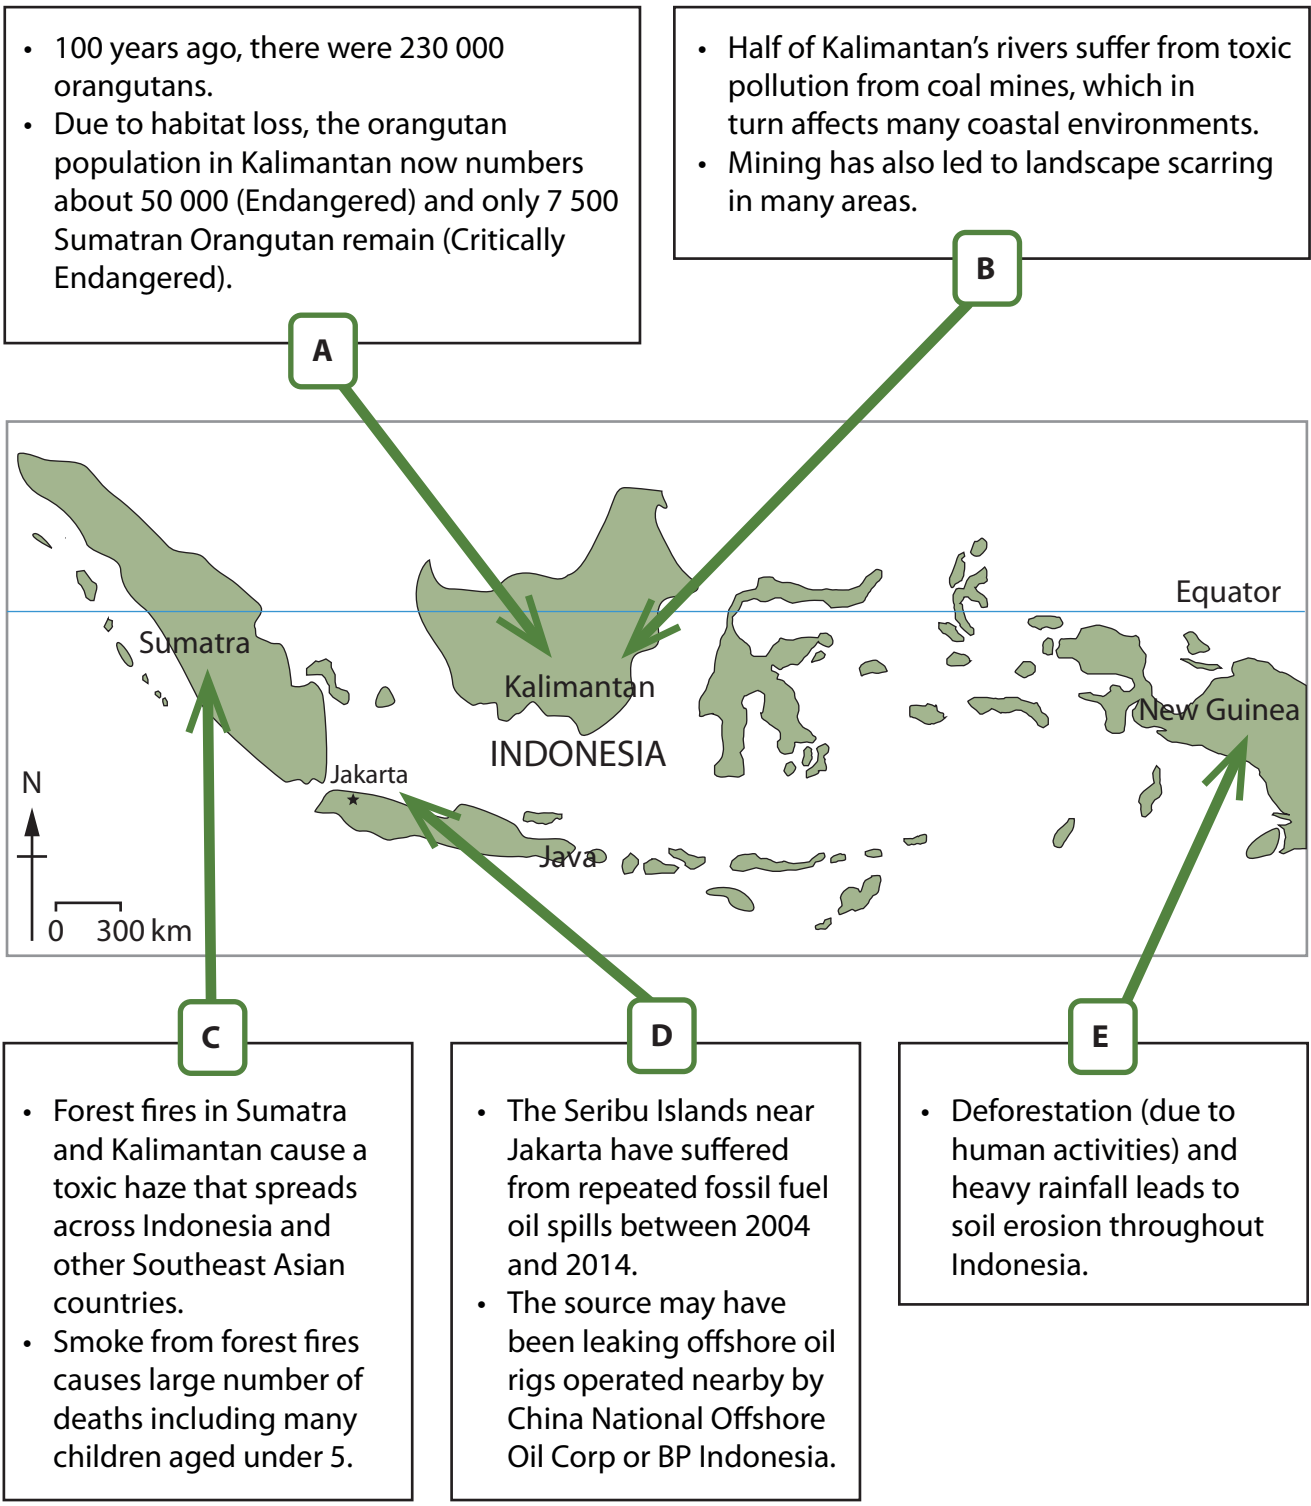 • 100 years ago, there were 230 000
orangutans.
• Due to habitat loss, the orangutan
population in Kalimantan now numbers
about 50 000 (Endangered) and only 7 500
Sumatran Orangutan remain (Critically
Endangered).
A
• Half of Kalimantan’s rivers suffer from toxic
pollution from coal mines, which in
turn affects many coastal environments.
• Mining has also led to landscape scarring
in many areas.
B
Equator
Sumatra
Kalimantan
New Guinea
INDONESIA
Jakarta
N
Java
0 300 km
C
• Forest fires in Sumatra
and Kalimantan cause a
toxic haze that spreads
across Indonesia and
other Southeast Asian
countries.
• Smoke from forest fires
causes large number of
deaths including many
children aged under 5.
D
• The Seribu Islands near
Jakarta have suffered
from repeated fossil fuel
oil spills between 2004
and 2014.
• The source may have
been leaking offshore oil
rigs operated nearby by
China National Offshore
Oil Corp or BP Indonesia.
E
• Deforestation (due to
human activities) and
heavy rainfall leads to
soil erosion throughout
Indonesia.